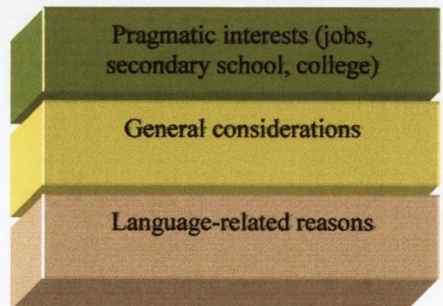 Pragmatic interests (jobs,
secondary school, college)
General considerations
Language-related reasons